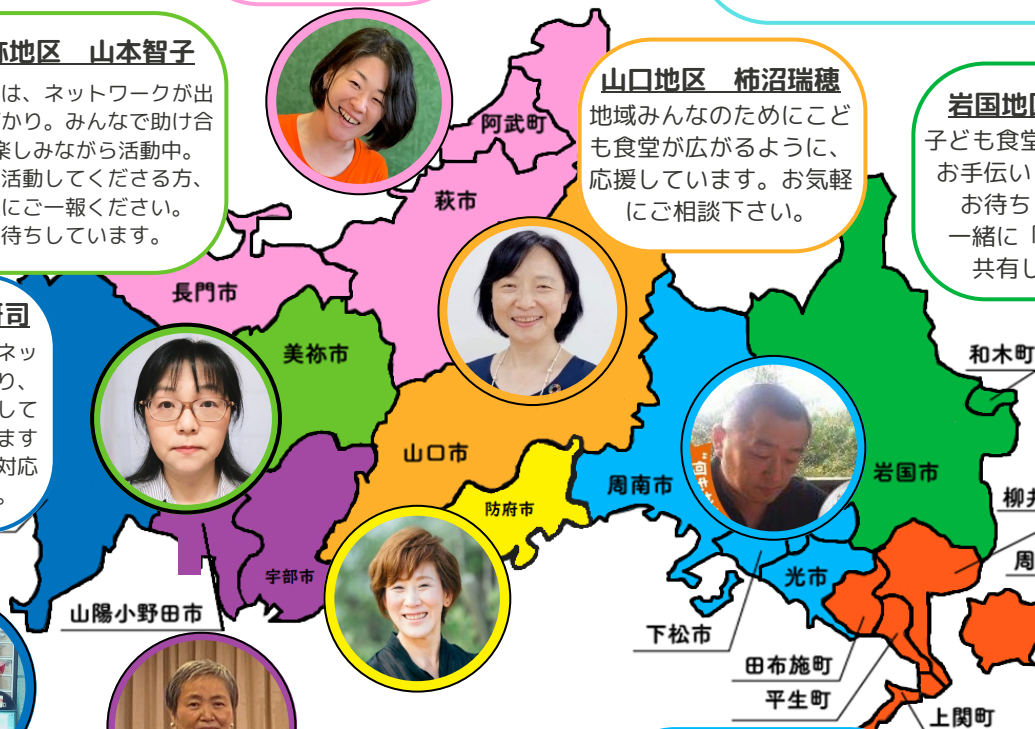 弥地区　山本智子
は、ネットワークが出
かり。みんなで助け合
楽しみながら活動中。
活動してくださる方、
にご一報ください。
待ちしています。
山口地区　柿沼瑞穂
地域みんなのためにこど
も食堂が広がるように、
応援しています。お気軽
にご相談下さい。
岩国地区
子ども食堂
お手伝い
お待ち
一緒に「
共有し
司
ネッ
り、
して
ます
対応
。
阿武町
萩市
長門市
美祢市
山口市
防府市
宇部市
山陽小野田市
周南市
岩国市
和木町
柳井
周
光市
下松市
田布施町
平生町
上関町